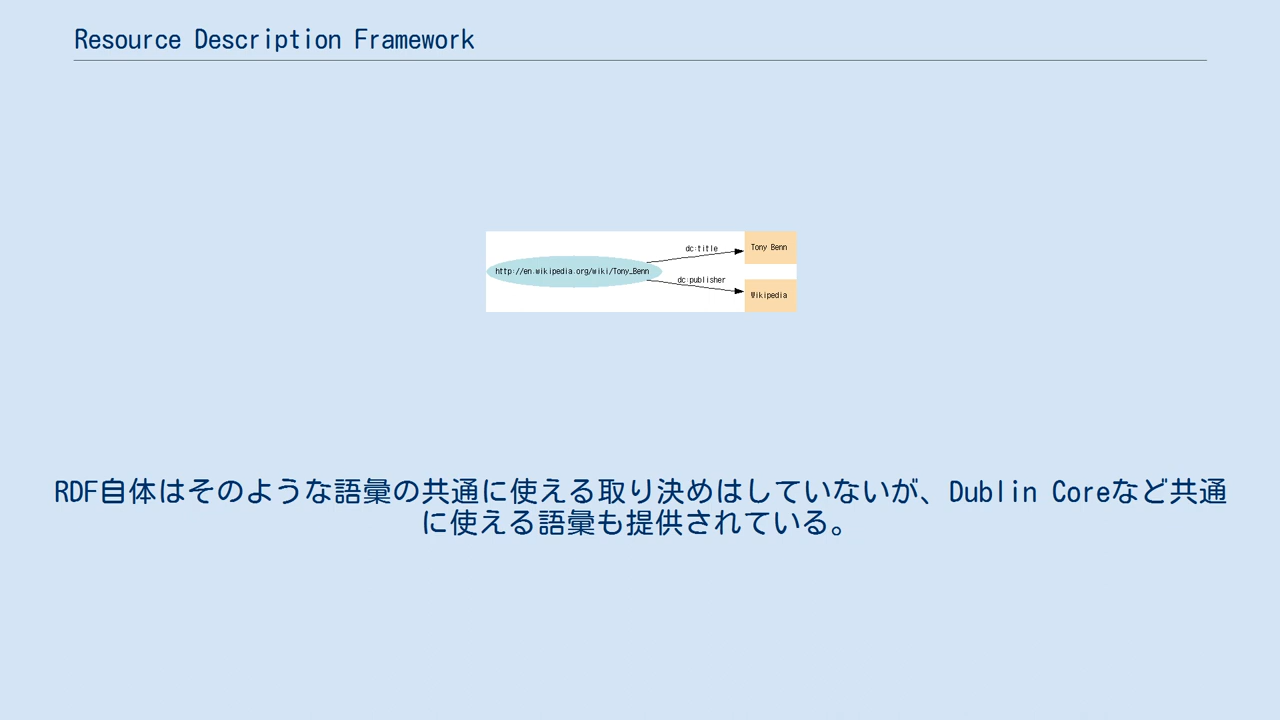 Resource Description Framework
dc:title
Tony Benn
http://en.wikipedia.org/wiki/Tony_Benn
dc:publisher
Wikipedia
RDF自体はそのような語彙の共通に使える取り決めはしていないが、Dublin Coreなど共通
に使える語彙も提供されている。